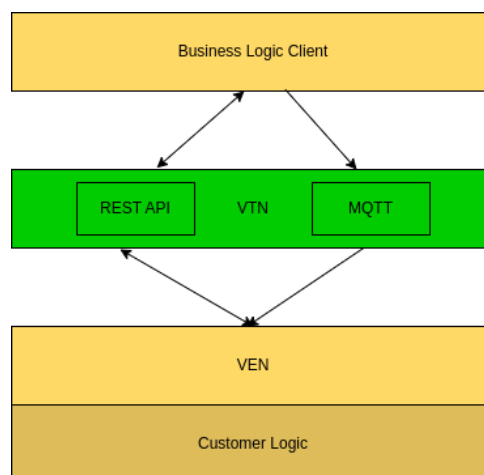 Business Logic Client
REST API
VTN
MQTT
VEN
Customer Logic